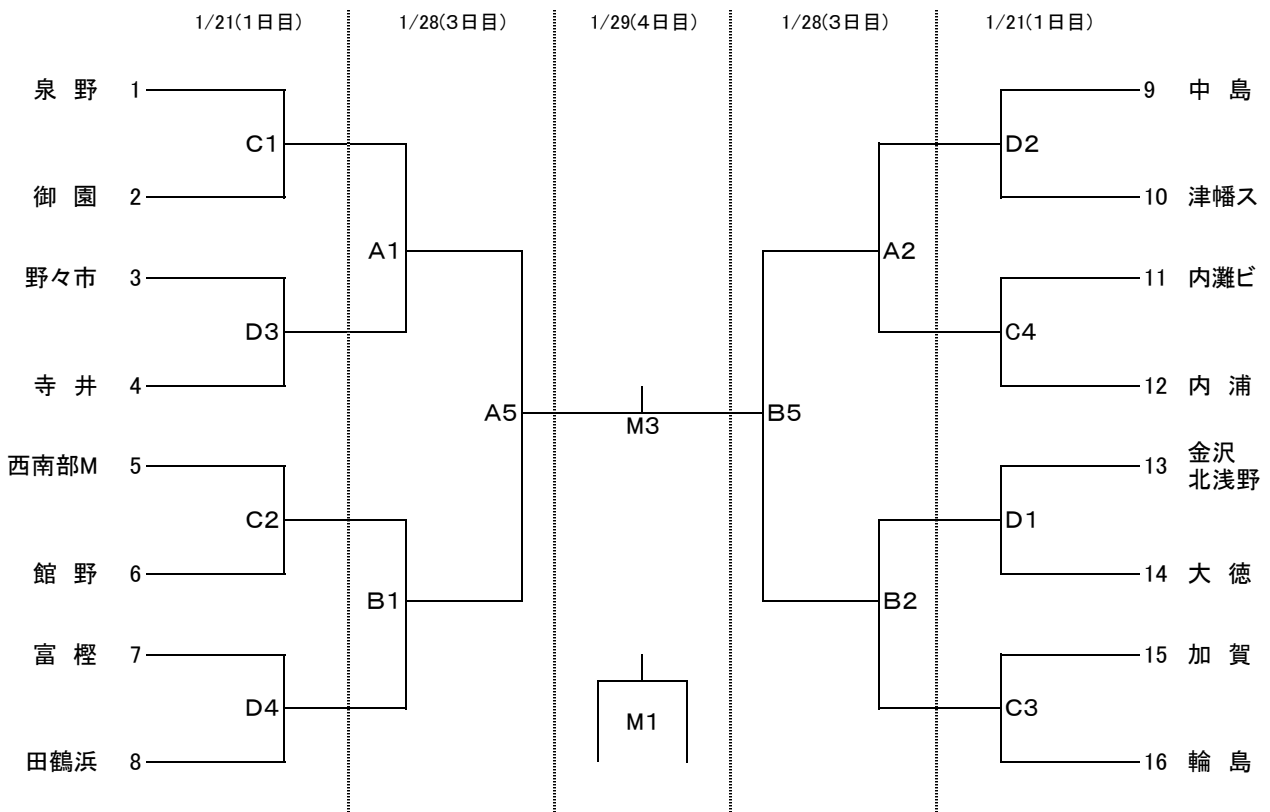 1/21(1日目) 1/28(3日目) 1/29(4日目) 1/28(3日目) 1/21(1日目)
泉 野 1 9 中 島
C1 D2
御 園 2 10 津幡ス
A1 A2
野々市 3 11 内灘ビ
D3 C4
寺 井 4 12 内 浦
A5 M3 B5
西南部M 5 13 金沢
北浅野
C2 D1
館 野 6 14 大 徳
B1 B2
富 樫 7 15 加 賀
D4 M1 C3
田鶴浜 8 16 輪 島